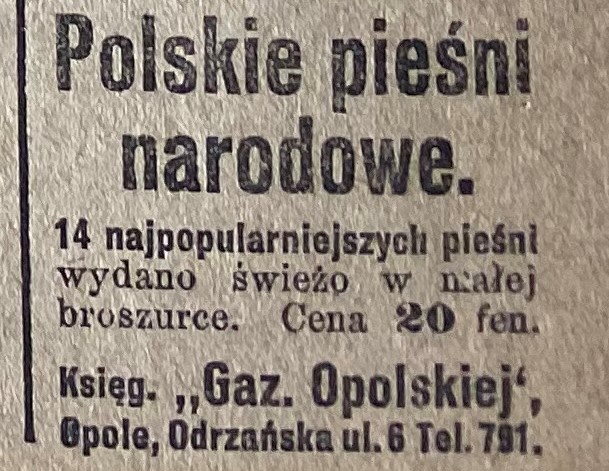 Polskie pieśni
narodowe.
14 najpopularniejszych pieśni
wydano świeżo w małej
broszurce. Cena 20 fen.
Księg. „Gaz. Opolskiej‘,
Opole, Odrzańska ul. 6 Tel. 791.